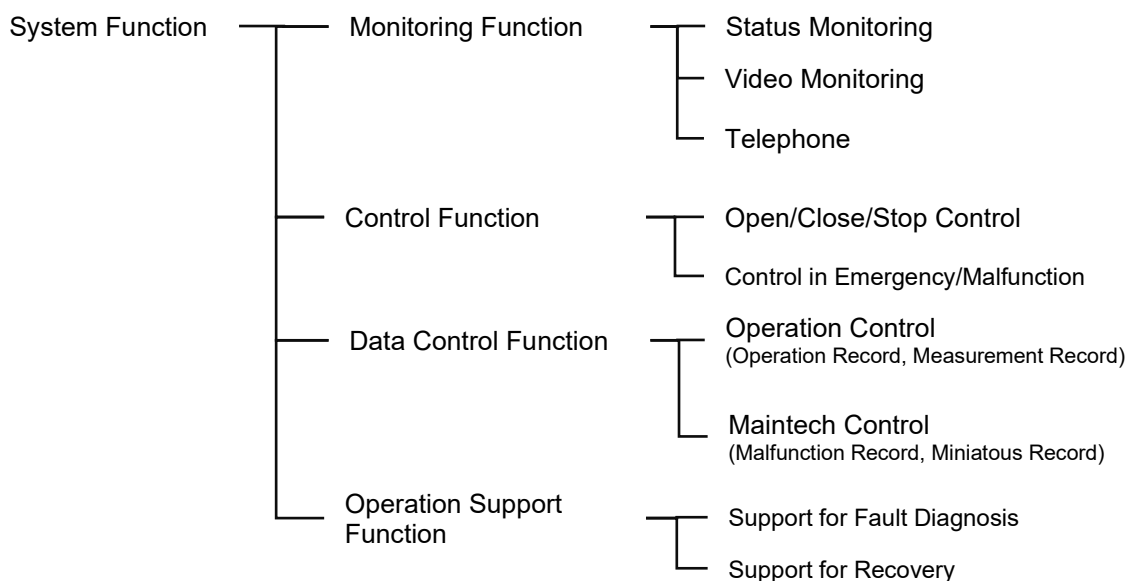 System Function
Monitoring Function
Status Monitoring
Video Monitoring
Telephone
Control Function
Open/Close/Stop Control
Control in Emergency/Malfunction
Data Control Function
Operation Control
(Operation Record, Measurement Record)
Maintech Control
(Malfunction Record, Miniatous Record)
Operation Support
Function
Support for Fault Diagnosis
Support for Recovery